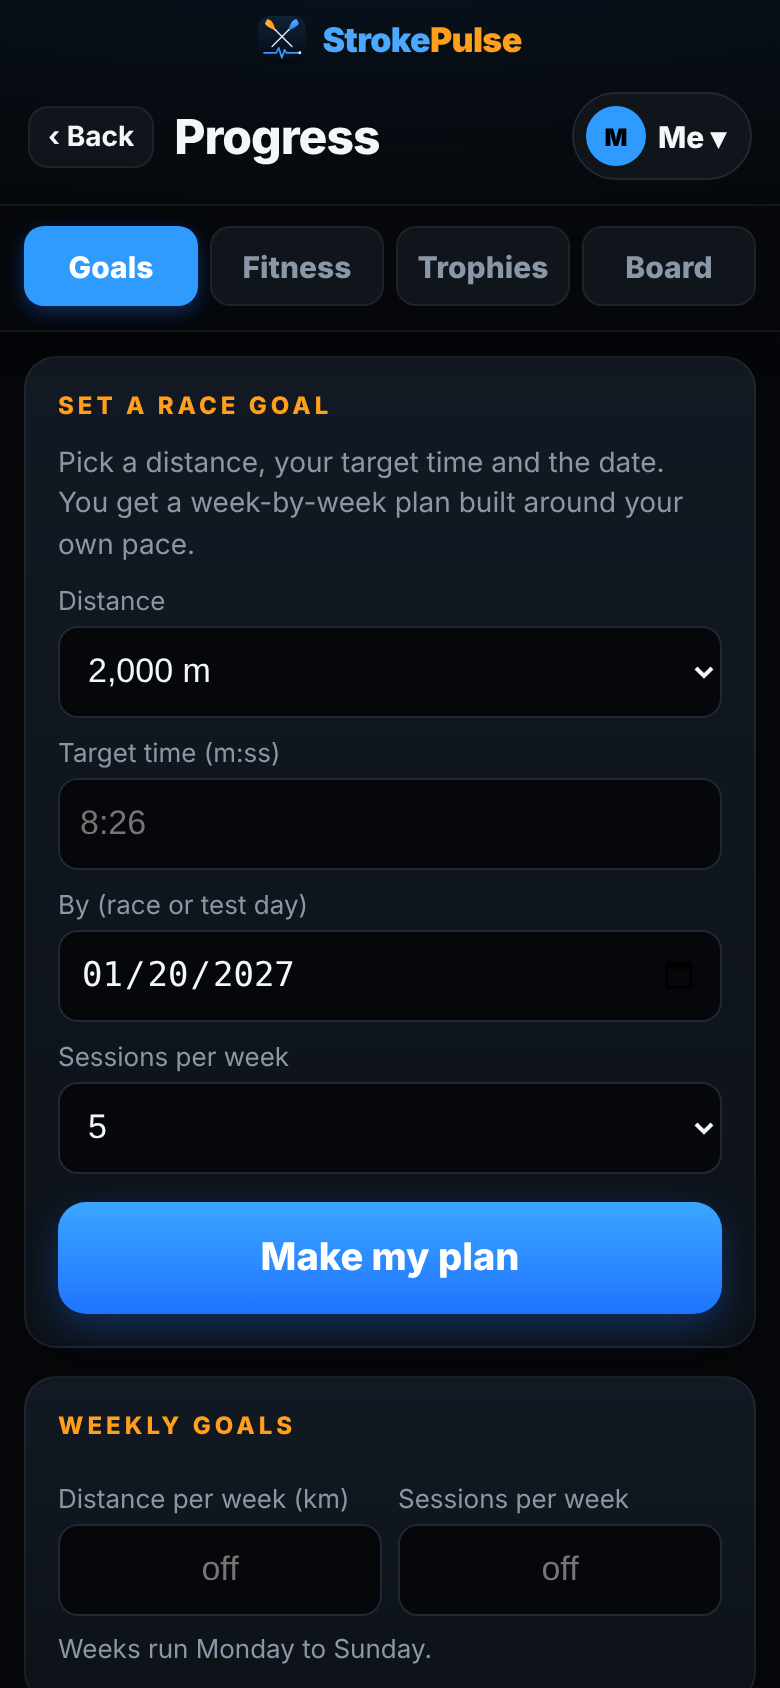 StrokePulse
‹ Back
Progress
M
Me ▾
Goals
Fitness
Trophies
Board
SET A RACE GOAL
Pick a distance, your target time and the date.
You get a week-by-week plan built around your
own pace.
Distance
2,000 m
Target time (m:ss)
8:26
By (race or test day)
01/20/2027
Sessions per week
5
Make my plan
WEEKLY GOALS
Distance per week (km)
Sessions per week
off
off
Weeks run Monday to Sunday.